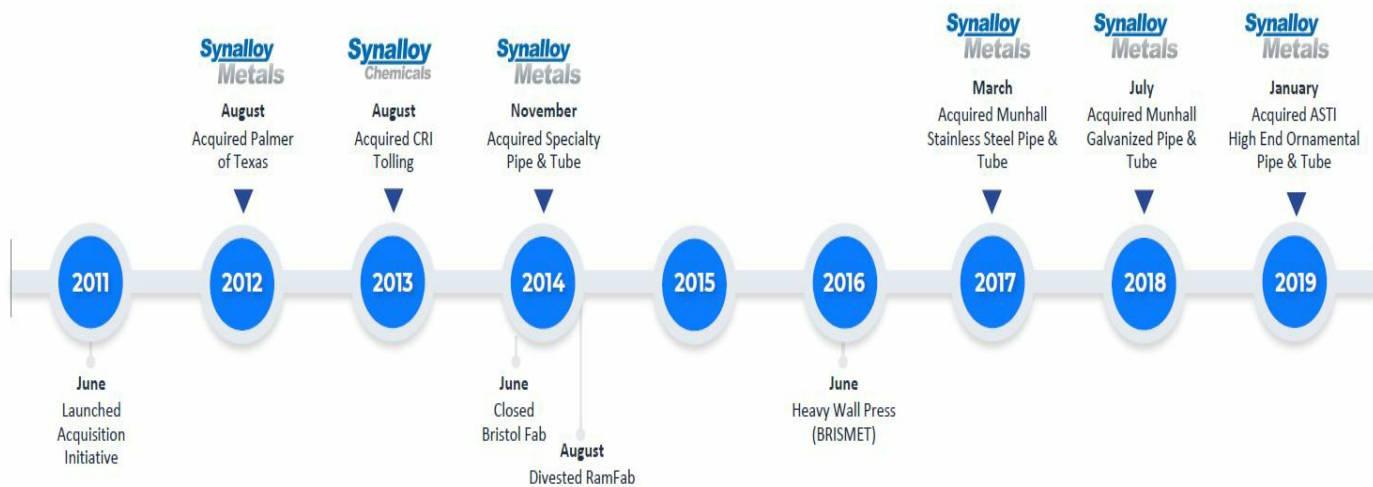 Synalloy
Metals
August
Acquired Palmer
of Texas
Synalloy
Chemicals
August
Acquired CRI
Tolling
Synalloy
Metals
November
Acquired Specialty
Pipe & Tube
Synalloy
Metals
March
Acquired Munhall
Stainless Steel Pipe &
Tube
Synalloy
Metals
July
Acquired Munhall
Galvanized Pipe &
Tube
Synalloy
Metals
January
Acquired ASTI
High End Ornamental
Pipe & Tube
2011
2012
2013
2014
2015
2016
2017
2018
2019
June
Launched
Acquisition
Initiative
June
Closed
Bristol Fab
August
Divested RamFab
June
Heavy Wall Press
(BRISMET)